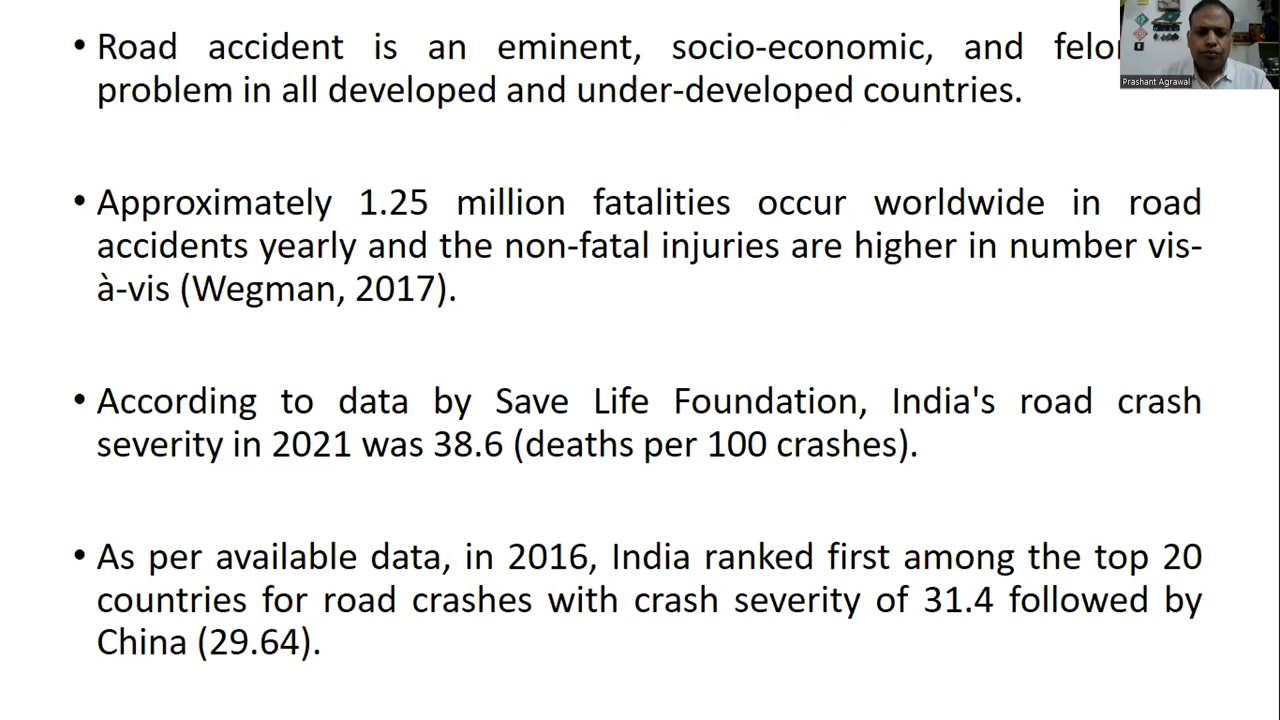 • Road accident is an eminent, socio-economic, and
problem in all developed and under-developed countries.
• Approximately 1.25 million fatalities occur worldwide in road
accidents yearly and the non-fatal injuries are higher in number vis-
à-vis (Wegman, 2017).
• According to data by Save Life Foundation, India's road crash
severity in 2021 was 38.6 (deaths per 100 crashes).
• As per available data, in 2016, India ranked first among the top 20
countries for road crashes with crash severity of 31.4 followed by
China (29.64).
Prashant Agrawal